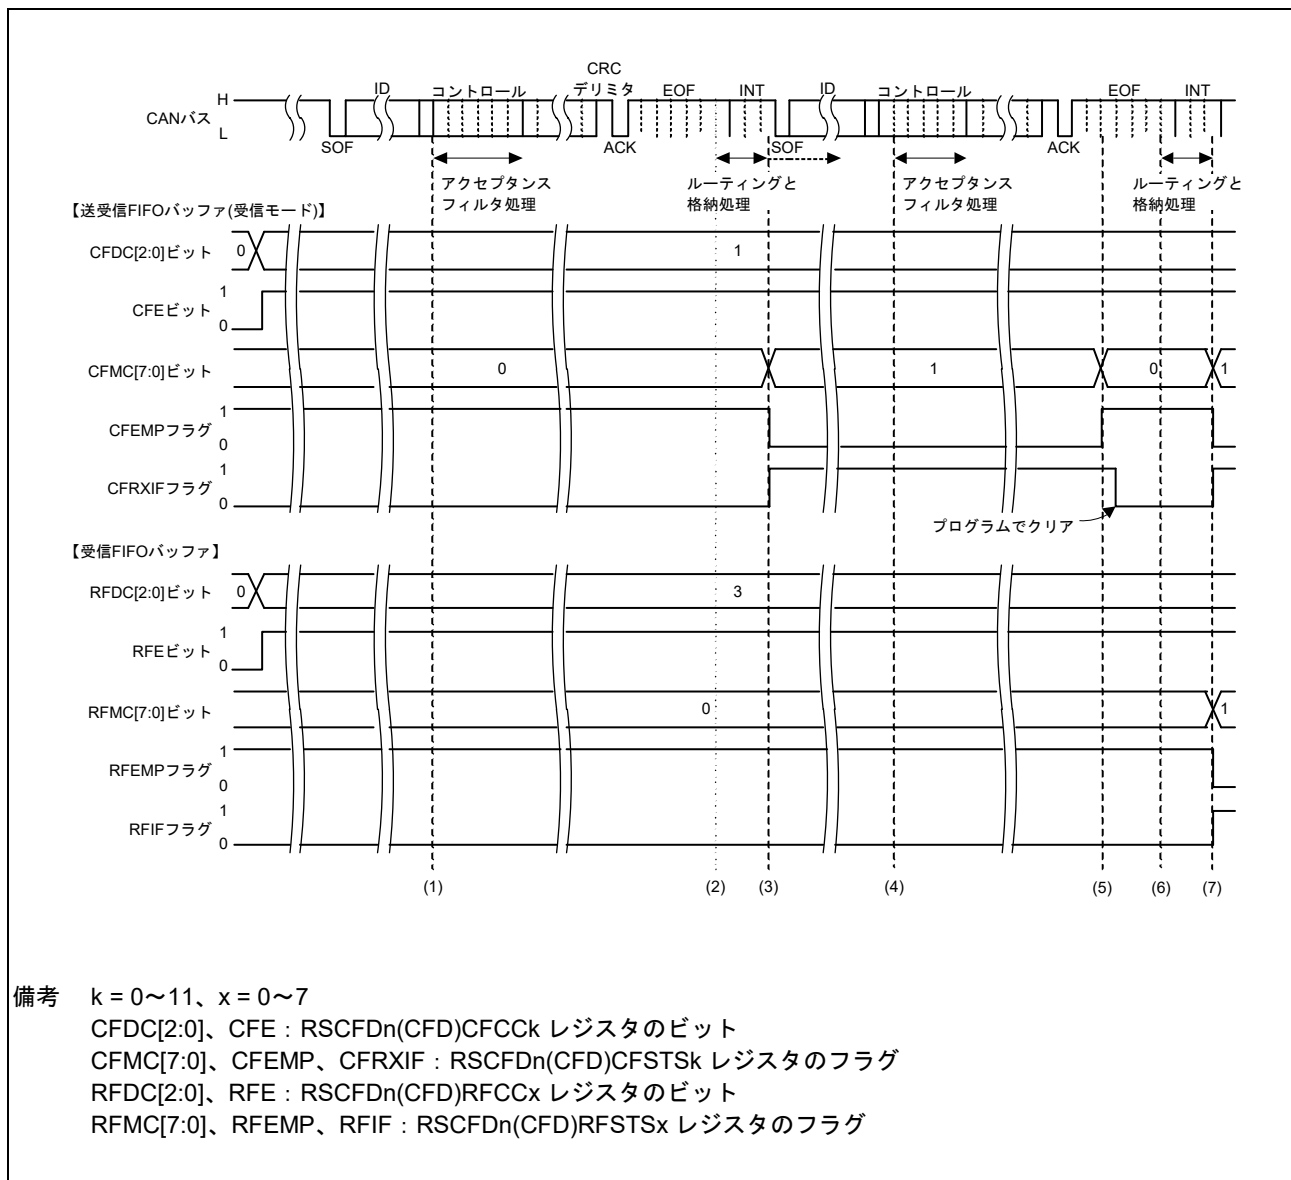 CRC
ID コントロール デリミタ EOF INT ID コントロール EOF INT
H
CANバス
L
SOF ACK SOF ACK
アクセプタンス ルーティングと アクセプタンス ルーティングと
フィルタ処理 格納処理 フィルタ処理 格納処理
【送受信FIFOバッファ(受信モード)】
CFDC[2:0]ビット 0 1
1
CFEビット
0
CFMC[7:0]ビット 0 1 0 1
1
CFEMPフラグ
0
1
CFRXIFフラグ
0
プログラムでクリア
【受信FIFOバッファ】
RFDC[2:0]ビット 0 3
1
RFEビット
0
RFMC[7:0]ビット 0 1
1
RFEMPフラグ
0
1
RFIFフラグ
0
(1) (2) (3) (4) (5) (6) (7)
備考 k = 0〜11、x = 0〜7
CFDC[2:0]、CFE：RSCFDn(CFD)CFCCk レジスタのビット
CFMC[7:0]、CFEMP、CFRXIF：RSCFDn(CFD)CFSTSk レジスタのフラグ
RFDC[2:0]、RFE：RSCFDn(CFD)RFCCx レジスタのビット
RFMC[7:0]、RFEMP、RFIF：RSCFDn(CFD)RFSTSx レジスタのフラグ